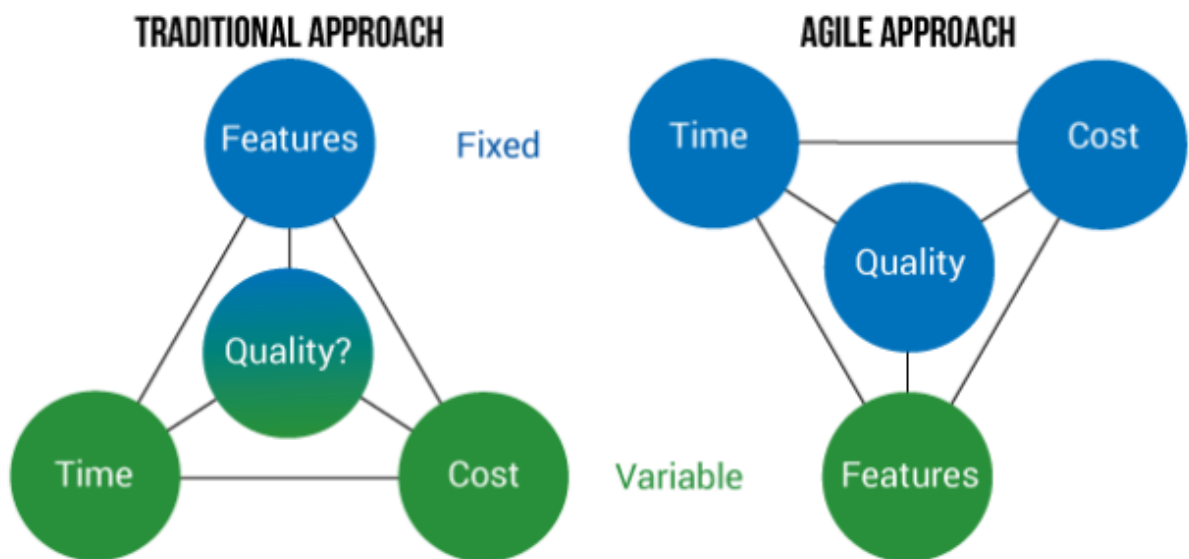 TRADITIONAL APPROACH
Features
Fixed
Quality?
Time
Cost
Variable
AGILE APPROACH
Time
Cost
Quality
Features